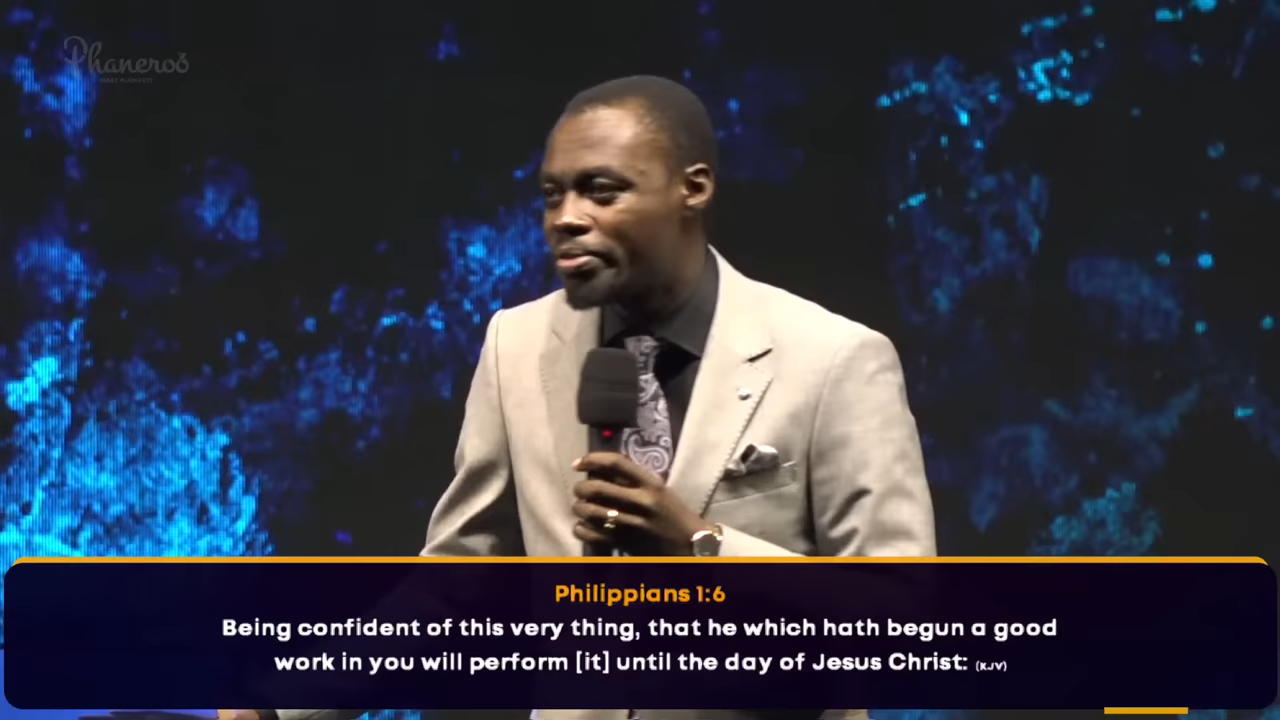 Phaneroo
Philippians 1:6
Being confident of this very thing, that he which hath begun a good
work in you will perform [it] until the day of Jesus Christ: (KJV)